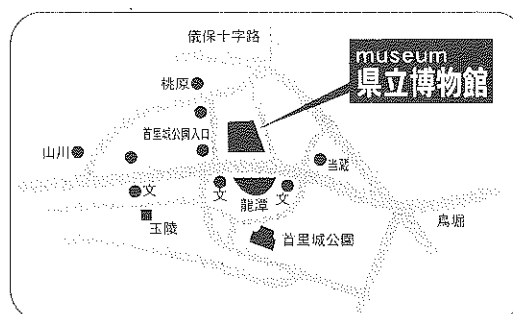 儀保十字路
museum
県立博物館
桃原
首里城公園入口
山川
当蔵
文
文
龍潭
文
玉陵
鳥堀
首里城公園